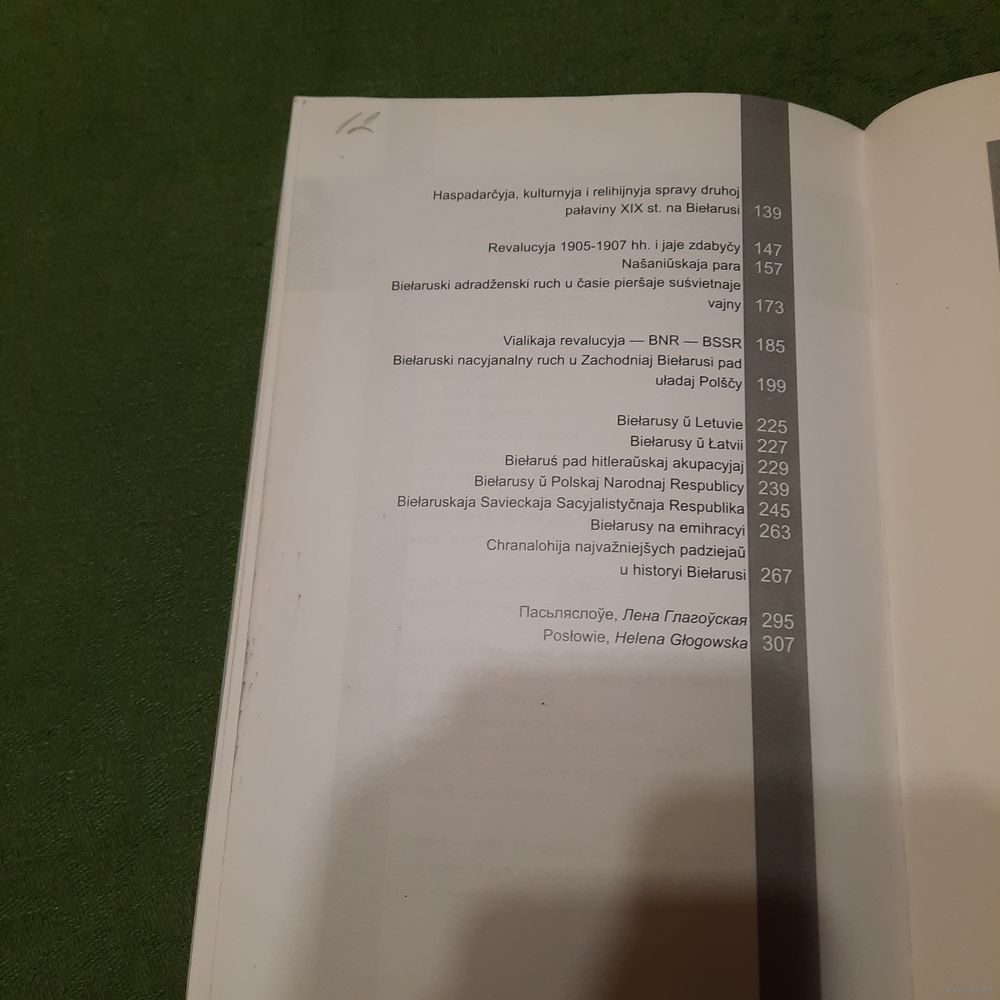 12
Haspadarčyja, kulturnyja i relihijnyja spravy druhoj
pałaviny XIX st. na Biełarusi 139
Revalucyja 1905-1907 hh. i jaje zdabyčy 147
Našaniŭskaja para 157
Biełaruski adradženski ruch u časie pieršaje suśvietnaje
vajny 173
Vialikaja revalucyja — BNR — BSSR 185
Biełaruski nacyjanalny ruch u Zachodniaj Biełarusi pad
uładaj Polščy 199
Biełarusy ŭ Letuvie 225
Biełarusy ŭ Łatvii 227
Biełaruś pad hitleraŭskaj akupacyjaj 229
Biełarusy ŭ Polskaj Narodnaj Respublicy 239
Biełaruskaja Savieckaja Sacyjalistyčnaja Respublika 245
Biełarusy na emihracyi 263
Chranalohija najvažniejšych padziejaŭ
u historyi Biełarusi 267
Пасьляслоўе, Лена Глагоўская 295
Posłowie, Helena Głogowska 307